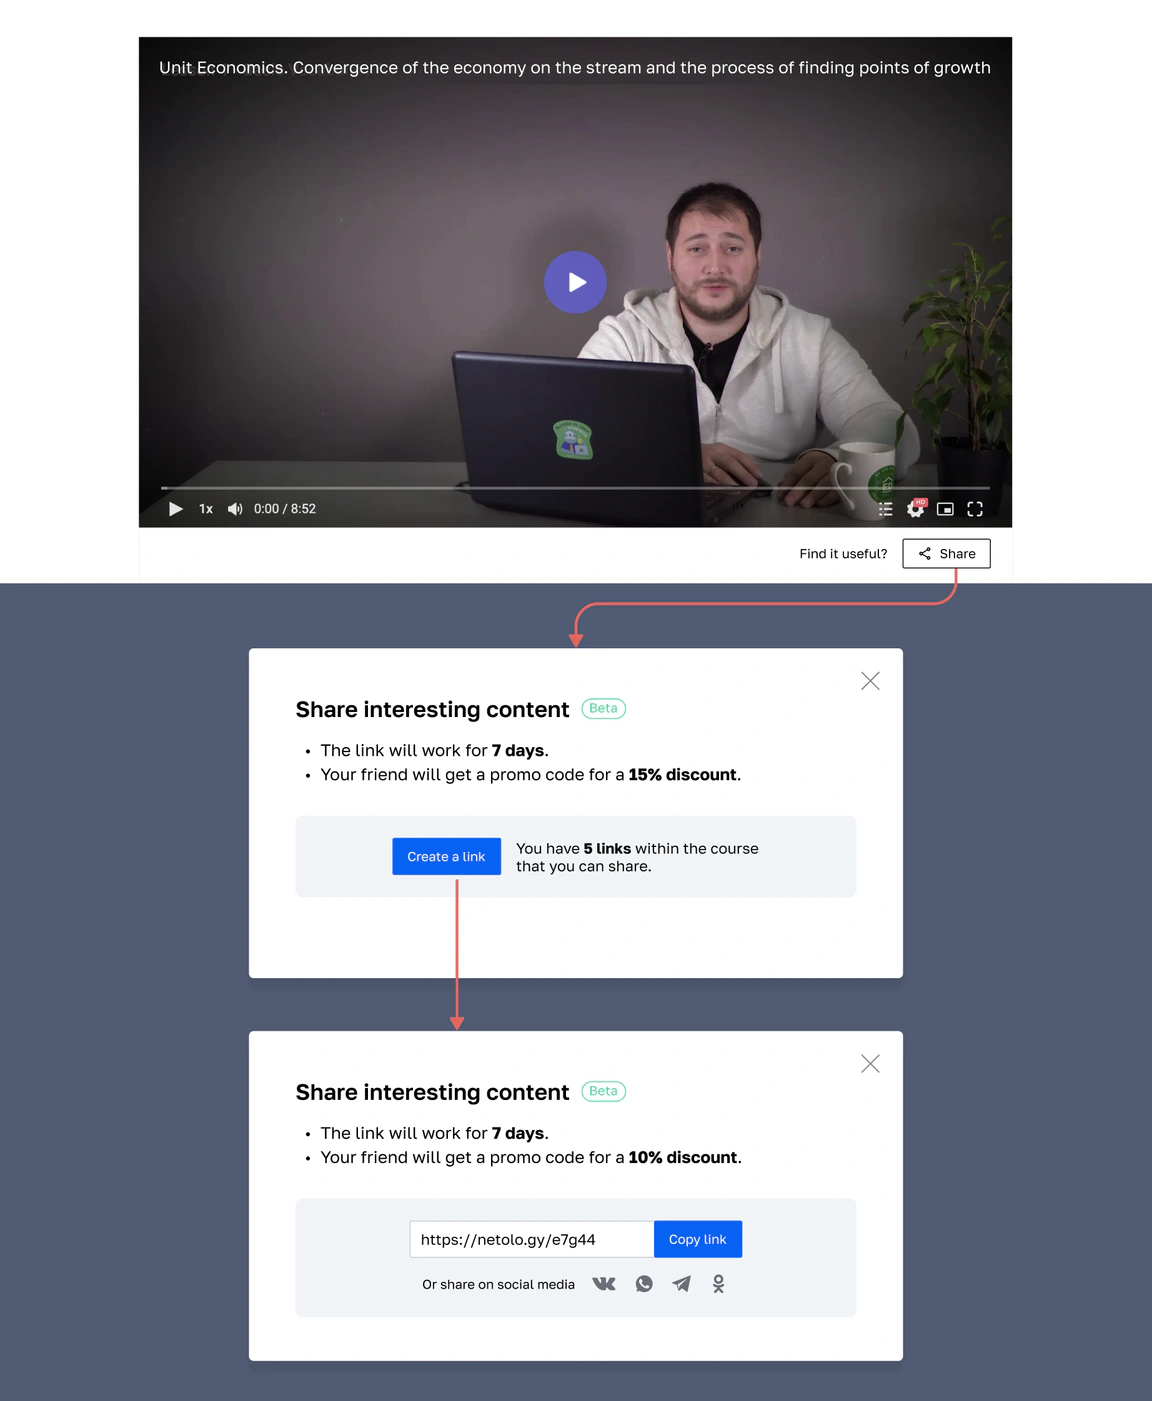 Unit Economics. Convergence of the economy on the stream and the process of finding points of growth
1x
0:00 / 8:52
HD
Find it useful?
Share
Share interesting content
Beta
• The link will work for 7 days.
• Your friend will get a promo code for a 15% discount.
Create a link
You have 5 links within the course
that you can share.
Share interesting content
Beta
• The link will work for 7 days.
• Your friend will get a promo code for a 10% discount.
https://netolo.gy/e7g44
Copy link
Or share on social media